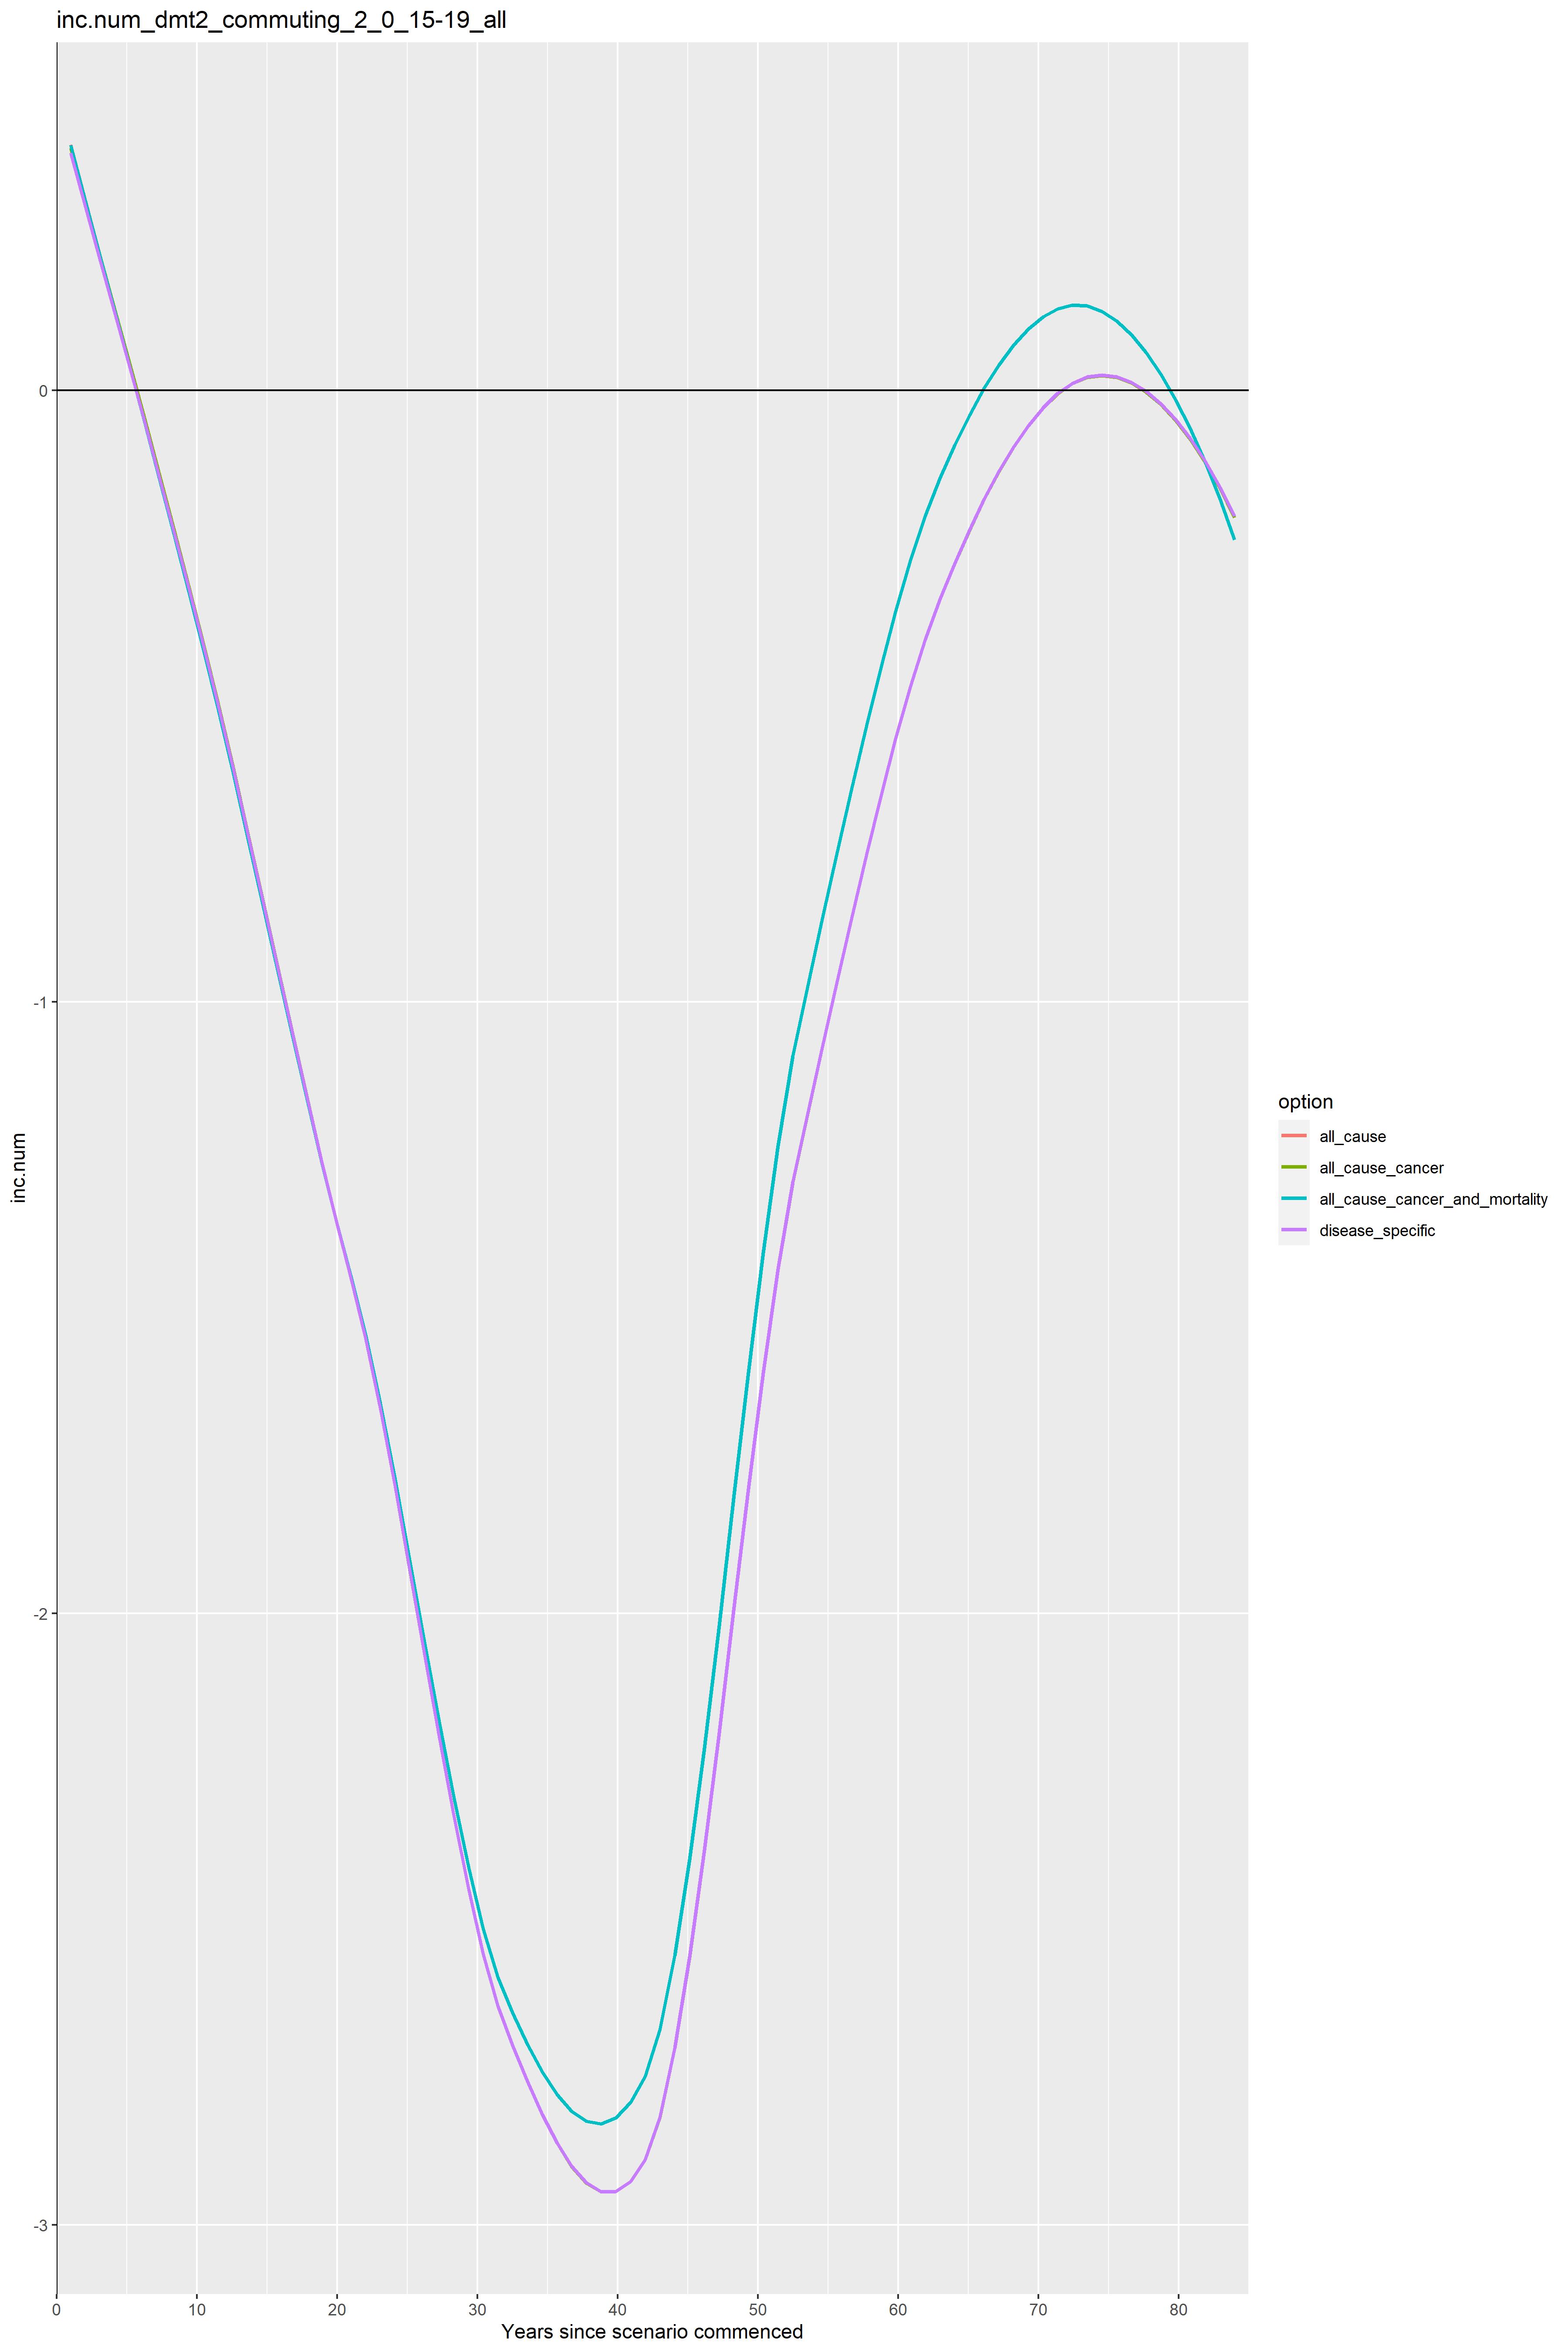 inc.num_dmt2_commuting_2_0_15-19_all
0
-1
-2
-3
inc.num
0 10 20 30 40 50 60 70 80
Years since scenario commenced
option
all_cause
all_cause_cancer
all_cause_cancer_and_mortality
disease_specific